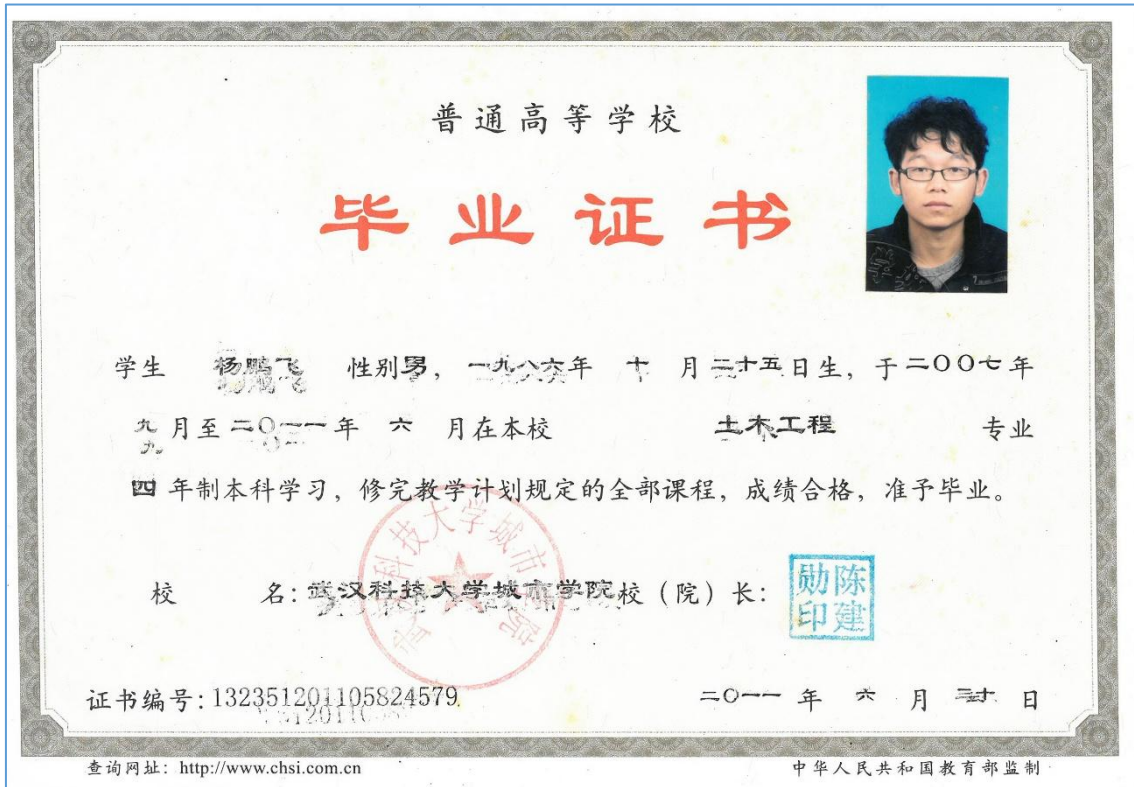 普通高等学校
毕业证书
学生 杨鹏飞 性别男，一九八六年 十 月二十五日生，于二〇〇七年
九月至二〇一一年 六 月在本校 土木工程 专业
四 年制本科学习，修完教学计划规定的全部课程，成绩合格，准予毕业。
校 名：武汉科技大学城市学院校（院）长：
陈建勋印
证书编号：132351201105824579
二〇一一 年 六 月 三十 日
查询网址：http://www.chsi.com.cn
中华人民共和国教育部监制